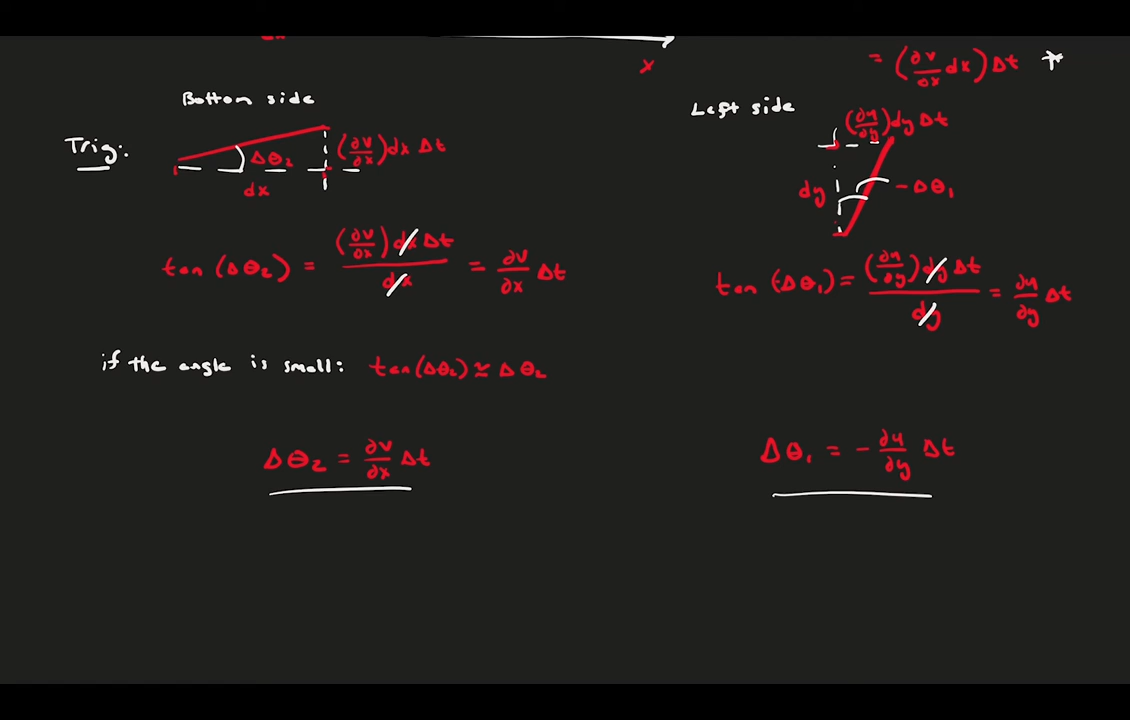 x
= (∂v/∂x dx) Δt *
Bottom side
Left side
Trig:
Δθ₂
(∂v/∂x) dx Δt
dx
(∂u/∂y) dy Δt
dy
-Δθ₁
tan (Δθ₂) = (∂v/∂x) dx Δt / dx = ∂v/∂x Δt
tan (-Δθ₁) = (∂u/∂y) dy Δt / dy = ∂u/∂y Δt
if the angle is small: tan(Δθ₂) ≃ Δθ₂
Δθ₂ = ∂v/∂x Δt
Δθ₁ = - ∂u/∂y Δt